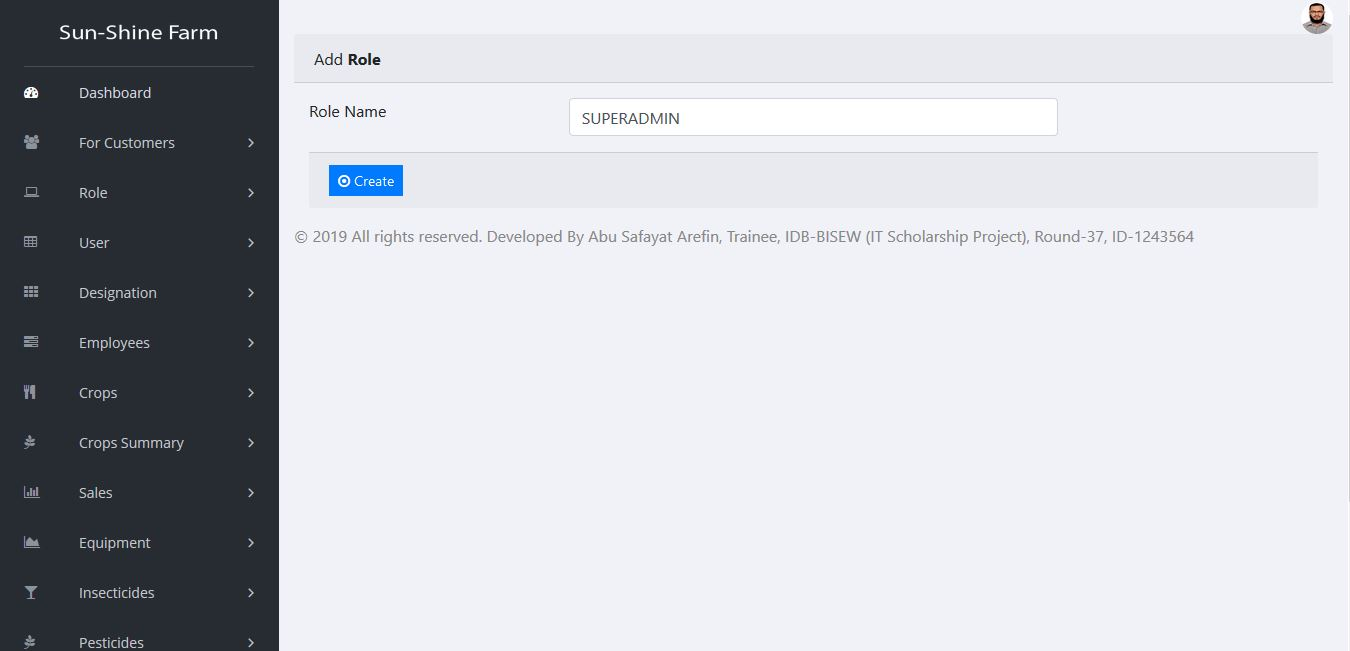 Sun-Shine Farm
Dashboard
For Customers
Role
User
Designation
Employees
Crops
Crops Summary
Sales
Equipment
Insecticides
Pesticides
Add Role
Role Name
SUPERADMIN
Create
© 2019 All rights reserved. Developed By Abu Safayat Arefin, Trainee, IDB-BISEW (IT Scholarship Project), Round-37, ID-1243564